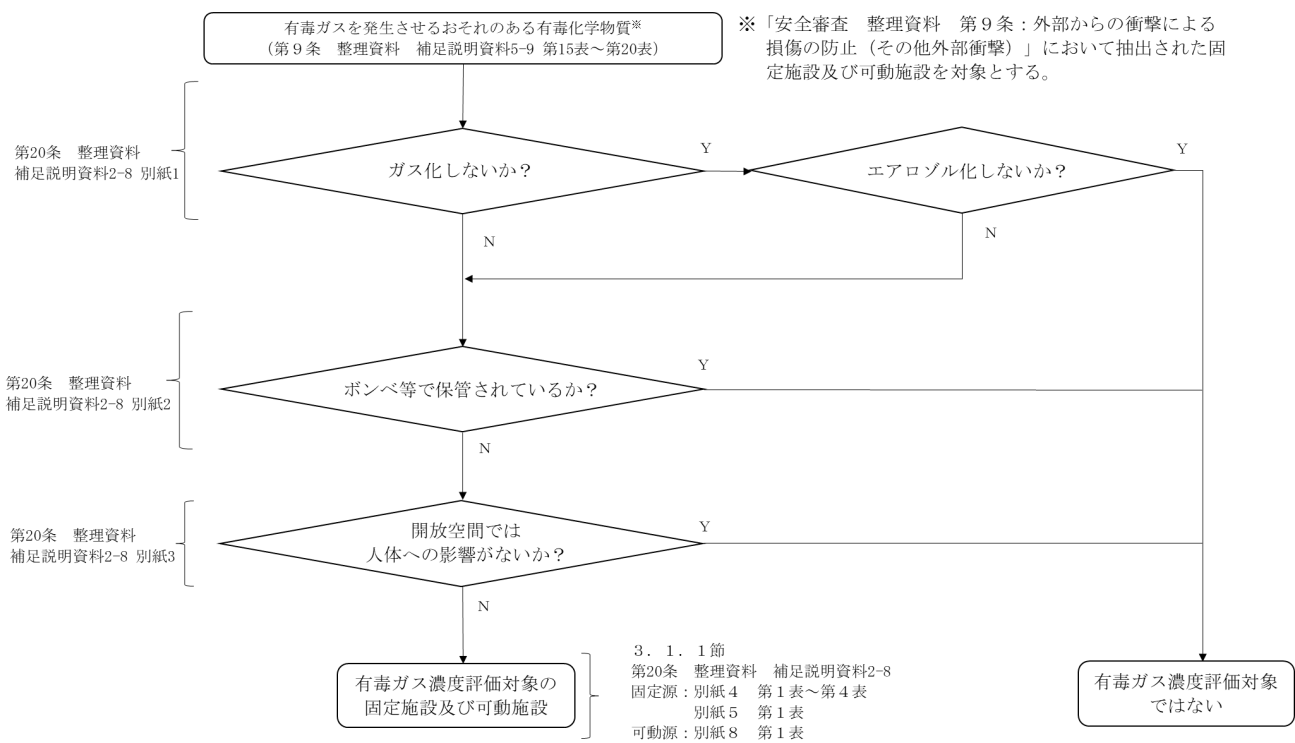 有毒ガスを発生させるおそれのある有毒化学物質※
（第９条　整理資料　補足説明資料5-9 第15表～第20表）
※「安全審査　整理資料　第９条：外部からの衝撃による
損傷の防止（その他外部衝撃）」において抽出された固
定施設及び可動施設を対象とする。
第20条　整理資料
補足説明資料2-8 別紙1
ガス化しないか？
Y
エアロゾル化しないか？
Y
N
N
第20条　整理資料
補足説明資料2-8 別紙2
ボンベ等で保管されているか？
Y
N
第20条　整理資料
補足説明資料2-8 別紙3
開放空間では
人体への影響がないか？
Y
N
有毒ガス濃度評価対象の
固定施設及び可動施設
３．１．１節
第20条　整理資料　補足説明資料2-8
固定源：別紙４　第１表～第４表
別紙５　第１表
可動源：別紙８　第１表
有毒ガス濃度評価対象
ではない